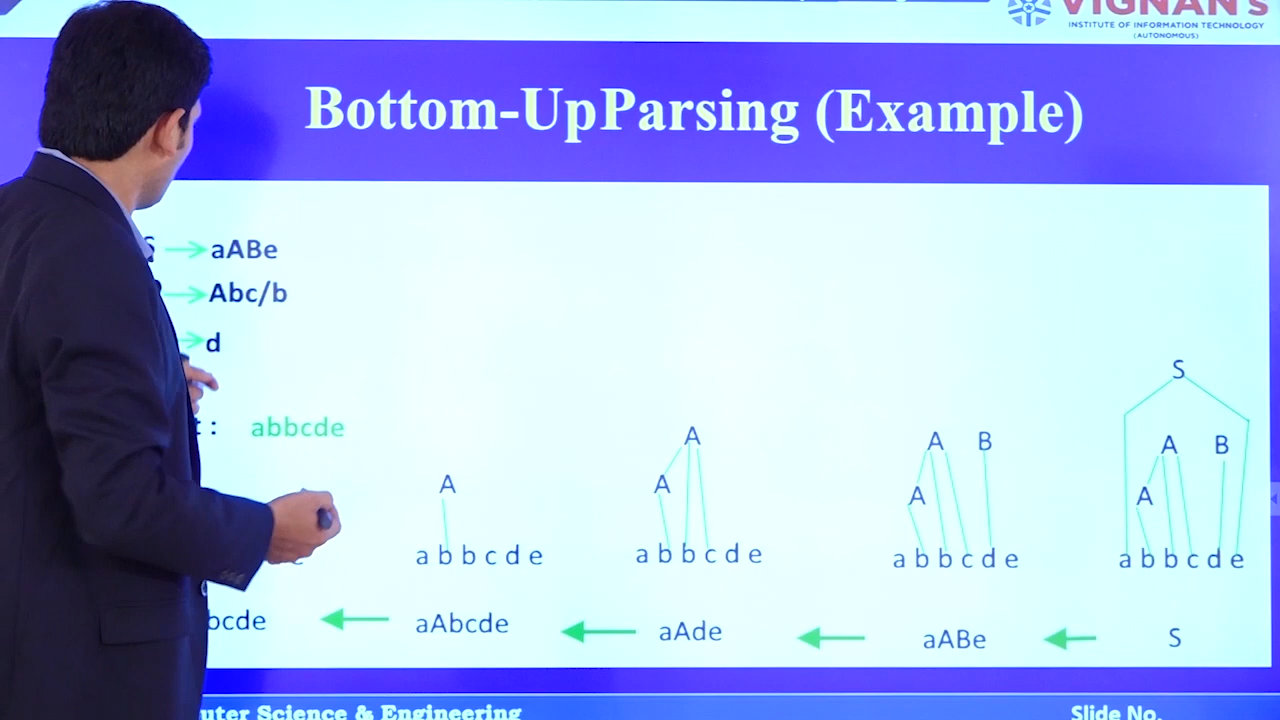 VIGNAN's
INSTITUTE OF INFORMATION TECHNOLOGY
(AUTONOMOUS)
Bottom-UpParsing (Example)
S → aABe
→ Abc/b
→ d
: abbcde
S
A A B A B
A A A A
a b b c d e a b b c d e a b b c d e a b b c d e
bcde ← aAbcde ← aAde ← aABe ← S
uter Science & Engineering
Slide No.